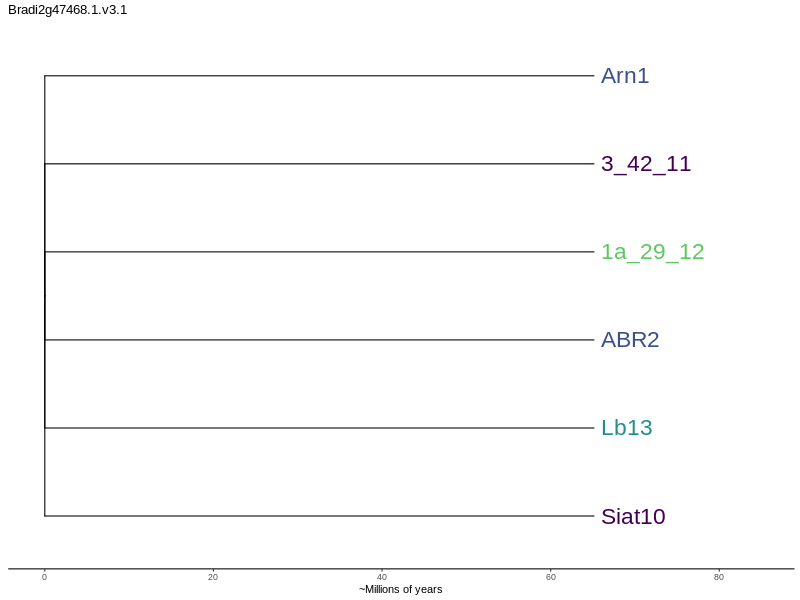 Bradi2g47468.1.v3.1
Arn1
3_42_11
1a_29_12
ABR2
Lb13
Siat10
0 20 40 60 80
~Millions of years